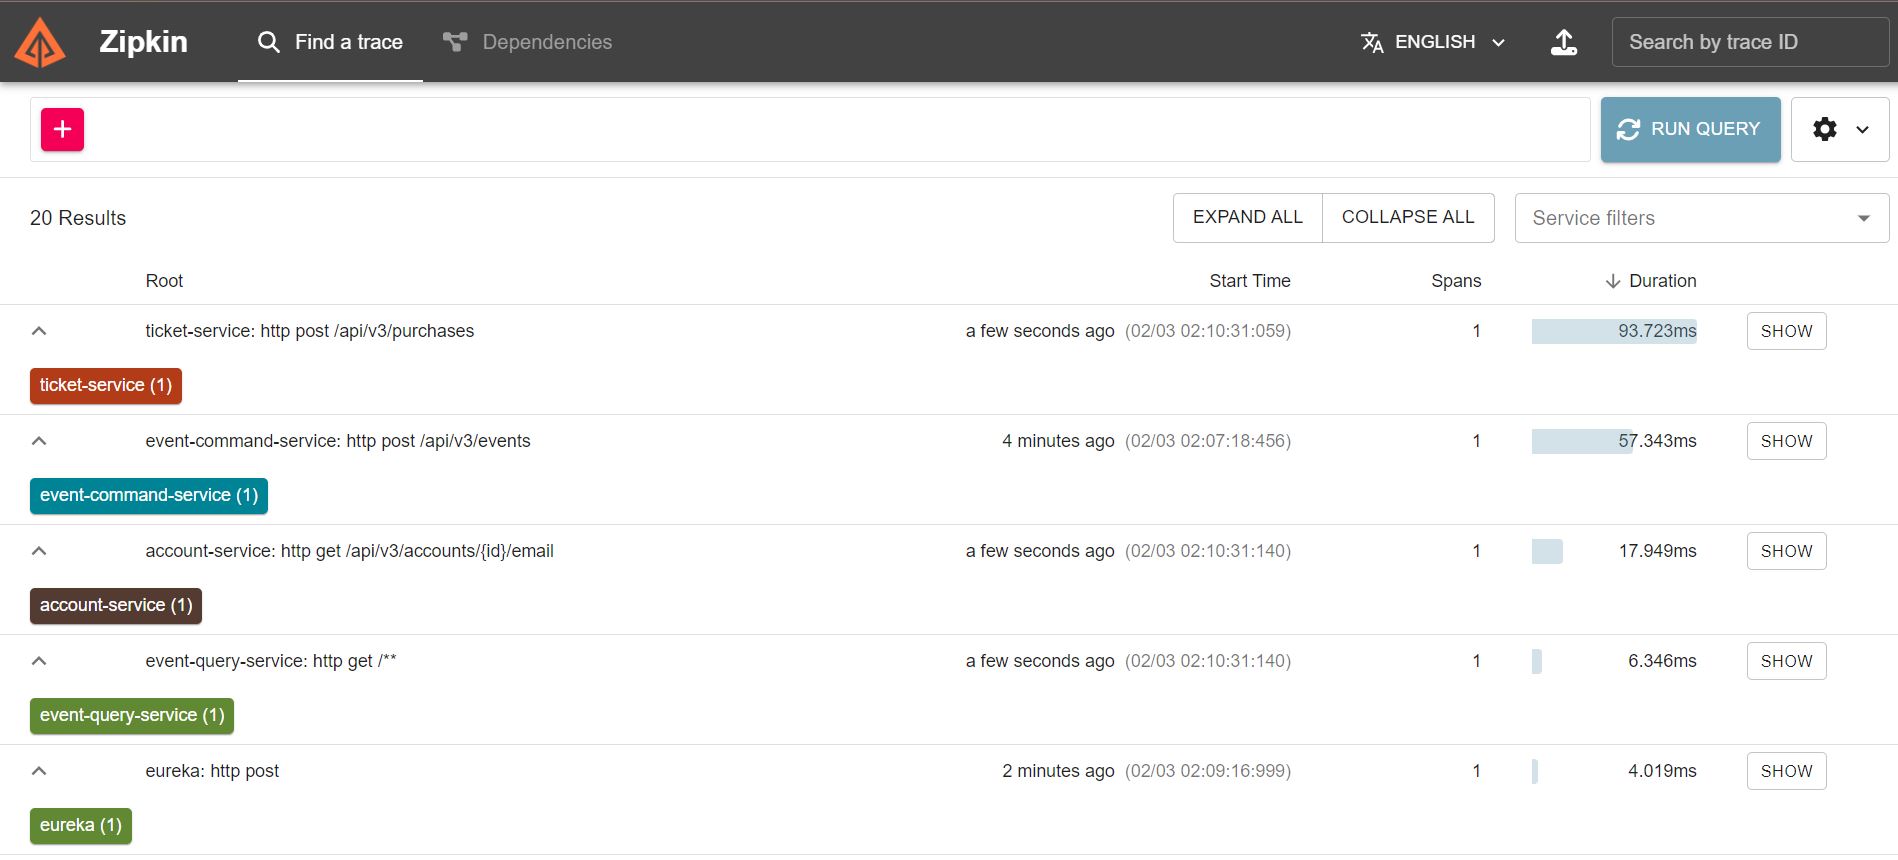 Zipkin Find a trace Dependencies ENGLISH Search by trace ID
+ RUN QUERY
20 Results EXPAND ALL COLLAPSE ALL Service filters
Root Start Time Spans Duration
ticket-service: http post /api/v3/purchases a few seconds ago (02/03 02:10:31:059) 1 93.723ms SHOW
ticket-service (1)
event-command-service: http post /api/v3/events 4 minutes ago (02/03 02:07:18:456) 1 57.343ms SHOW
event-command-service (1)
account-service: http get /api/v3/accounts/{id}/email a few seconds ago (02/03 02:10:31:140) 1 17.949ms SHOW
account-service (1)
event-query-service: http get /** a few seconds ago (02/03 02:10:31:140) 1 6.346ms SHOW
event-query-service (1)
eureka: http post 2 minutes ago (02/03 02:09:16:999) 1 4.019ms SHOW
eureka (1)